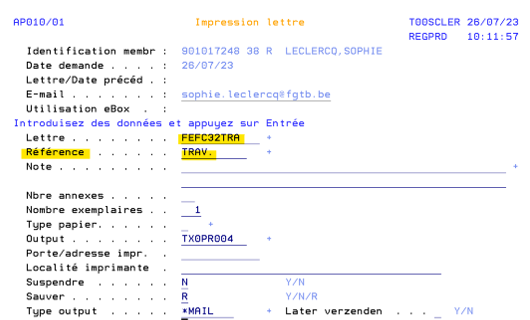 AP010/01 Impression lettre T00SCLER 26/07/23
REGPRD 10:11:57
Identification membr : 901017248 38 R LECLERCQ,SOPHIE
Date demande . . . . : 26/07/23
Lettre/Date précéd . :
E-mail . . . . . . . : sophie.leclercq@fgtb.be
Utilisation eBox . :
Introduisez des données et appuyez sur Entrée
Lettre . . . . . . . . FEFC32TRA +
Référence . . . . . . TRAV. +
Note . . . . . . . . . +
Nbre annexes . . . . .
Nombre exemplaires . . 1
Type papier. . . . . . +
Output . . . . . . . . TX0PR004 +
Porte/adresse impr. .
Localité imprimante .
Suspendre . . . . . . N Y/N
Sauver . . . . . . . . R Y/N/R
Type output . . . . . *MAIL + Later verzenden . . . Y/N